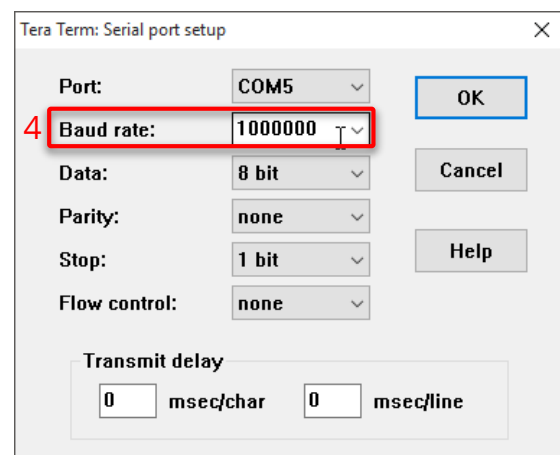 Tera Term: Serial port setup
Port: COM5 OK
4 Baud rate: 1000000
Data: 8 bit Cancel
Parity: none
Stop: 1 bit Help
Flow control: none
Transmit delay
0 msec/char 0 msec/line